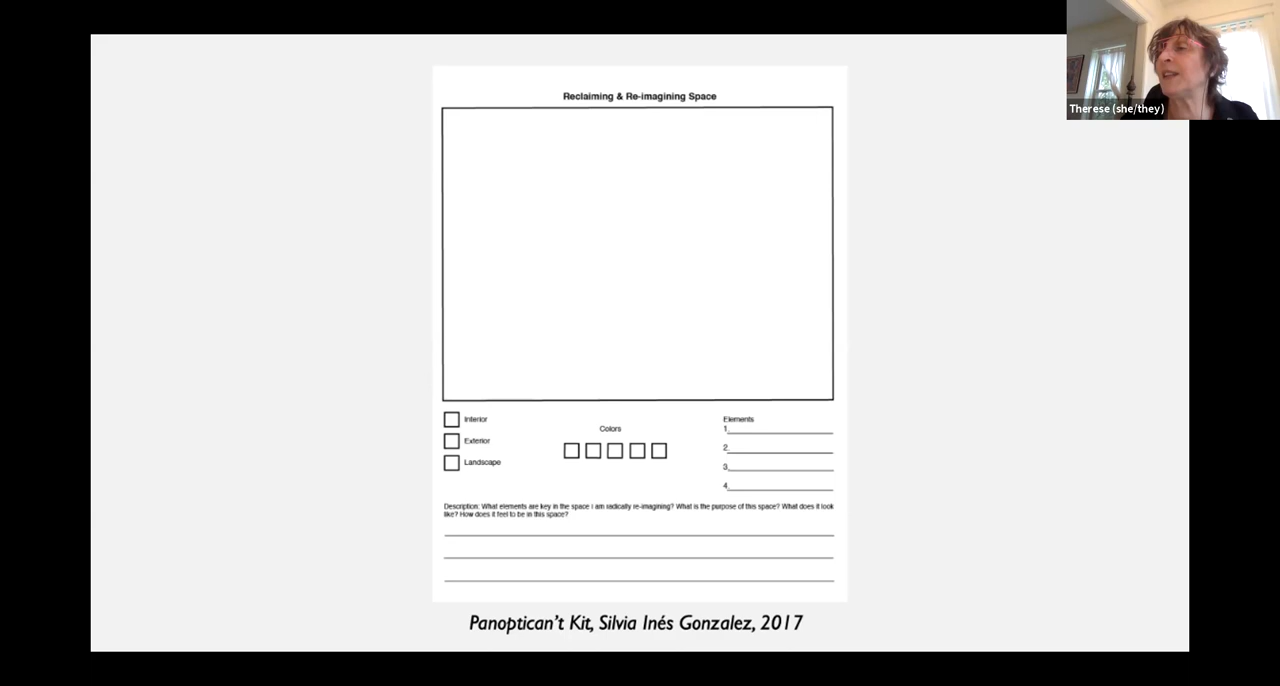 Therese (she/they)
Reclaiming & Re-imagining Space
Interior
Exterior
Landscape
Colors
Elements
1.
2.
3.
4.
Description: What elements are key in the space I am radically re-imagining? What is the purpose of this space? What does it look
like? How does it feel to be in this space?
Panoptican't Kit, Silvia Inés Gonzalez, 2017